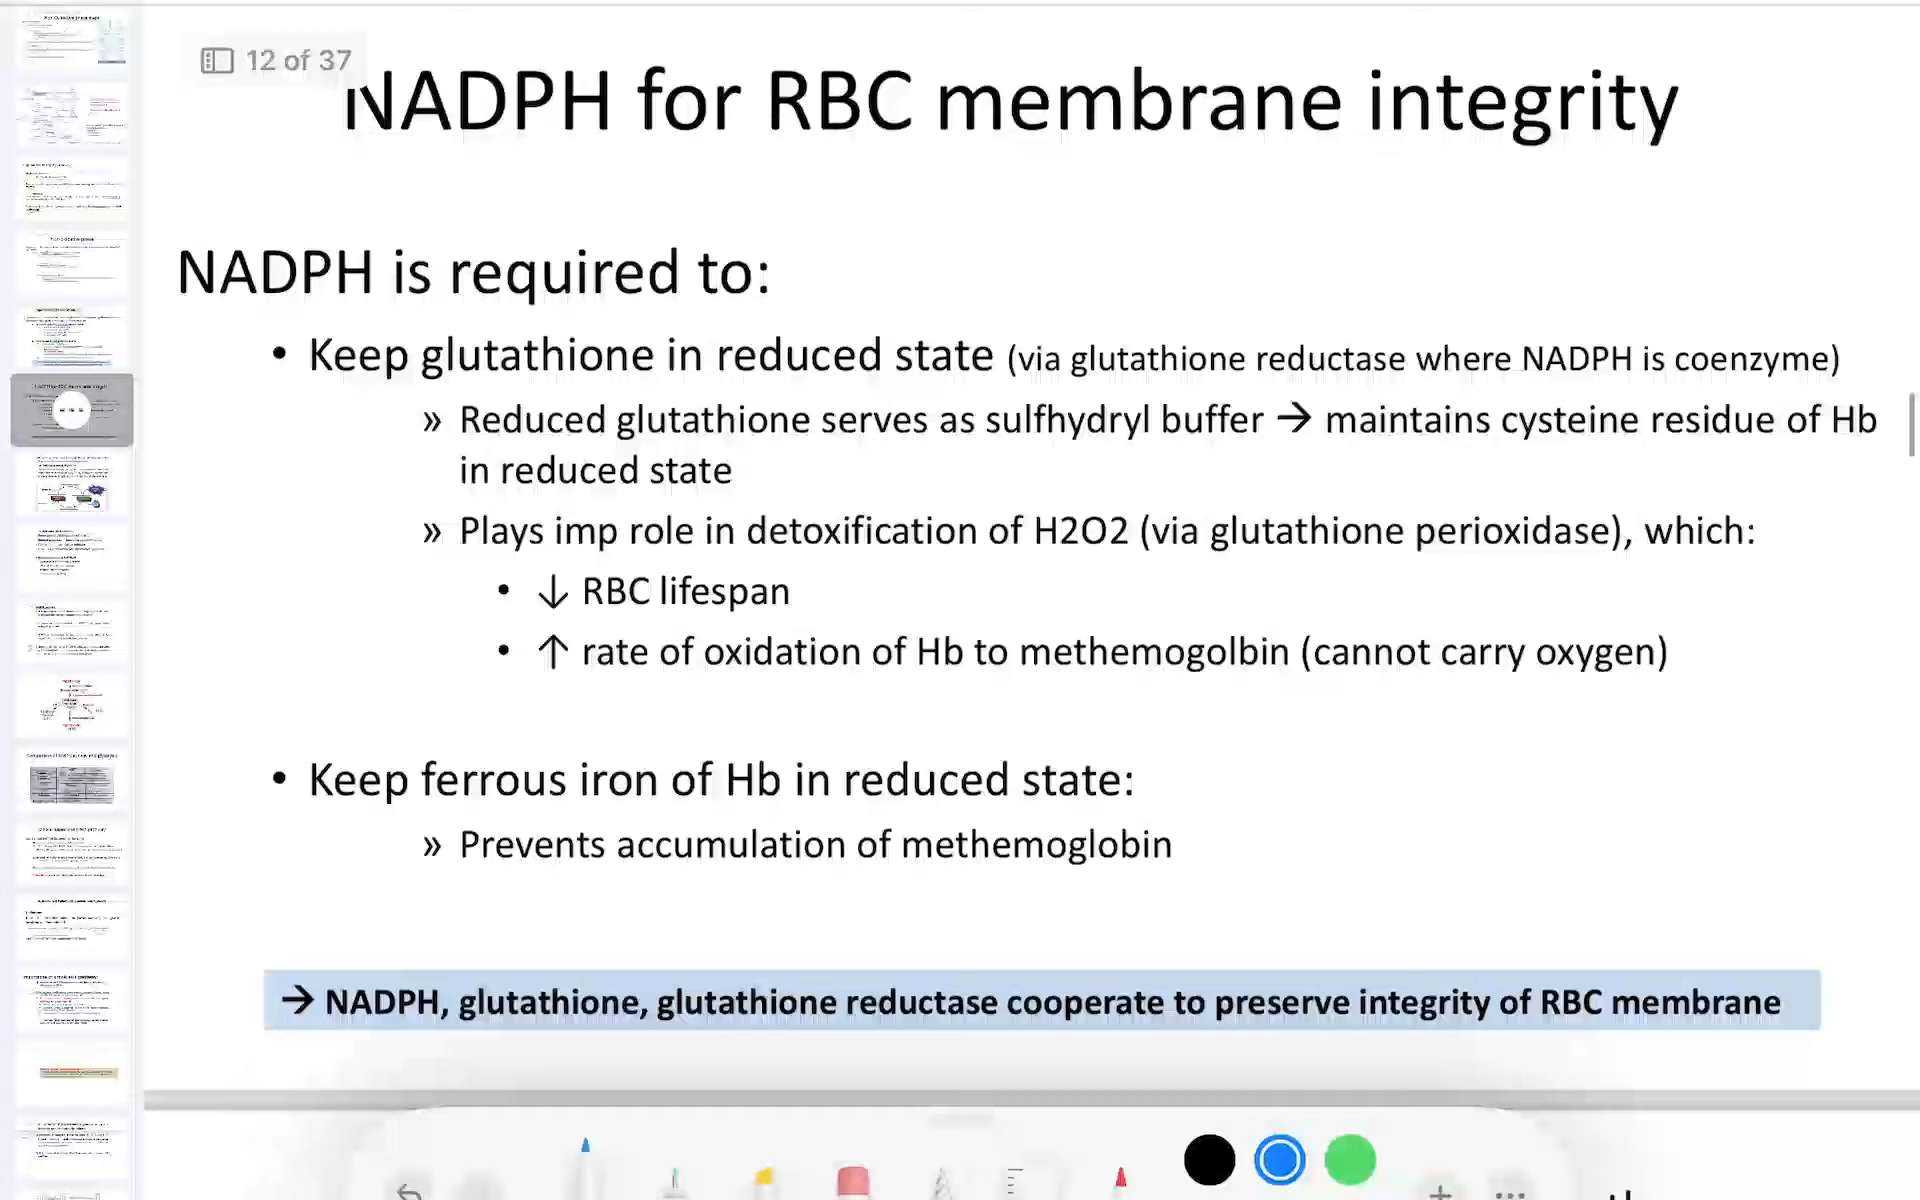 12 of 37
NADPH for RBC membrane integrity
NADPH is required to:
• Keep glutathione in reduced state (via glutathione reductase where NADPH is coenzyme)
» Reduced glutathione serves as sulfhydryl buffer → maintains cysteine residue of Hb
in reduced state
» Plays imp role in detoxification of H2O2 (via glutathione perioxidase), which:
• ↓ RBC lifespan
• ↑ rate of oxidation of Hb to methemogolbin (cannot carry oxygen)
• Keep ferrous iron of Hb in reduced state:
» Prevents accumulation of methemoglobin
→ NADPH, glutathione, glutathione reductase cooperate to preserve integrity of RBC membrane